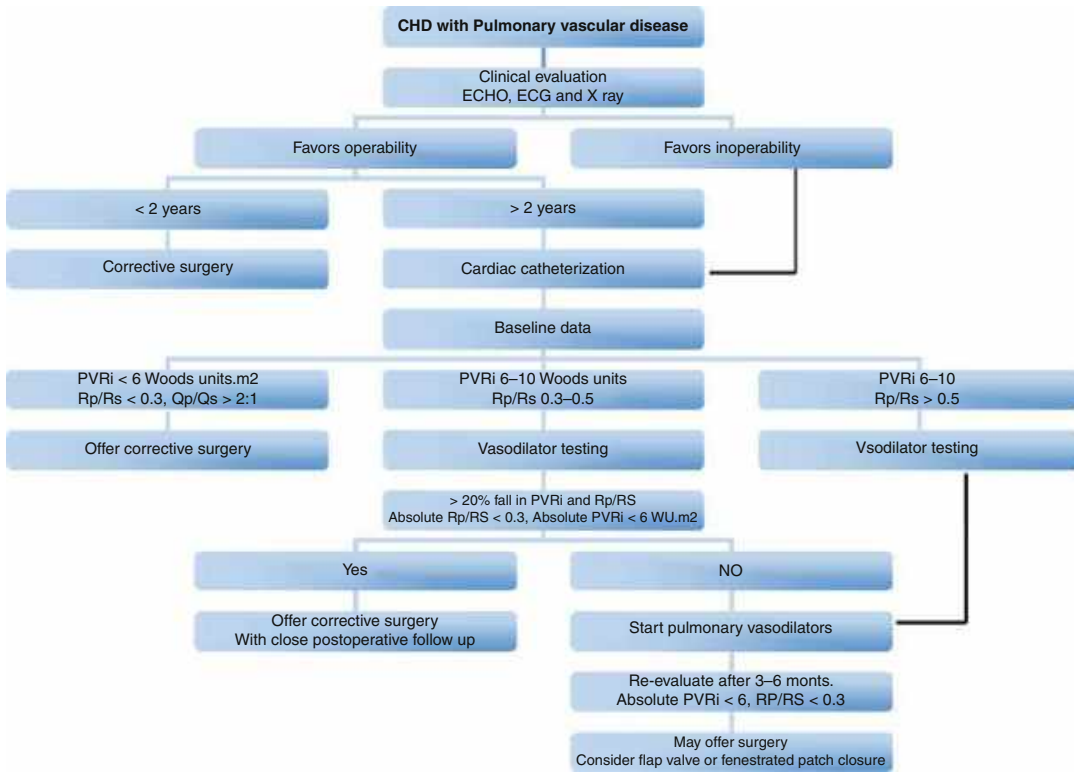 CHD with Pulmonary vascular disease
Clinical evaluation
ECHO, ECG and X ray
Favors operability
Favors inoperability
< 2 years
> 2 years
Corrective surgery
Cardiac catheterization
Baseline data
PVRi < 6 Woods units.m2
Rp/Rs < 0.3, Qp/Qs > 2:1
PVRi 6–10 Woods units
Rp/Rs 0.3–0.5
PVRi 6–10
Rp/Rs > 0.5
Offer corrective surgery
Vasodilator testing
Vsodilator testing
> 20% fall in PVRi and Rp/RS
Absolute Rp/RS < 0.3, Absolute PVRi < 6 WU.m2
Yes
NO
Offer corrective surgery
With close postoperative follow up
Start pulmonary vasodilators
Re-evaluate after 3–6 monts.
Absolute PVRi < 6, RP/RS < 0.3
May offer surgery
Consider flap valve or fenestrated patch closure